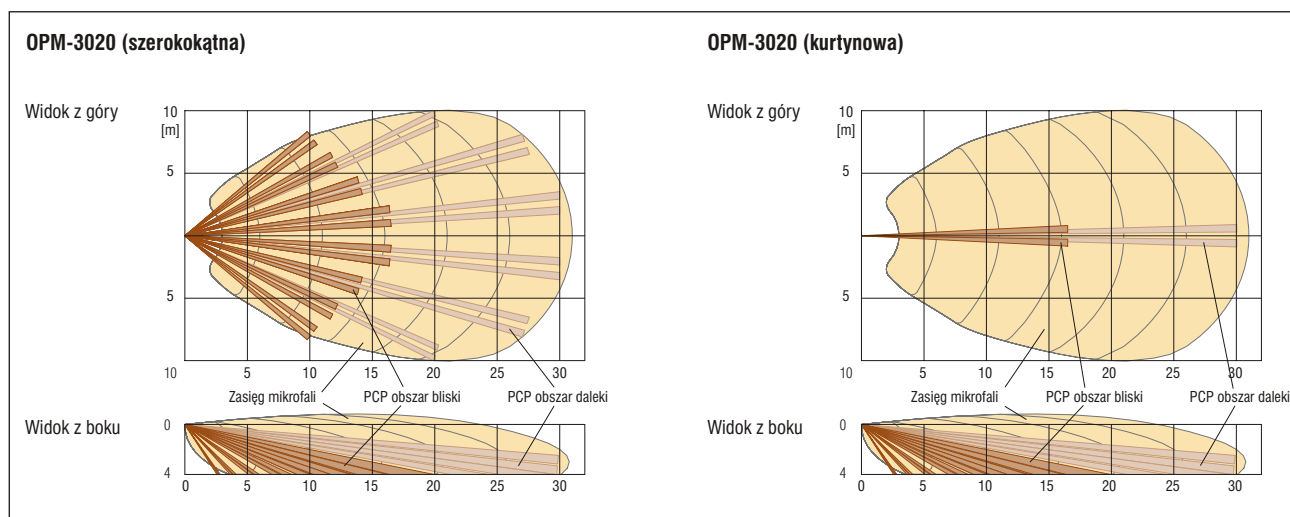 OPM-3020 (szerokokątna)
Widok z góry
10
[m]
5
5
10 5 10 15 20 25 30
Zasięg mikrofali PCP obszar bliski PCP obszar daleki
Widok z boku
0
4
0 5 10 15 20 25 30
OPM-3020 (kurtynowa)
Widok z góry
10
[m]
5
5
10 5 10 15 20 25 30
Zasięg mikrofali PCP obszar bliski PCP obszar daleki
Widok z boku
0
4
0 5 10 15 20 25 30